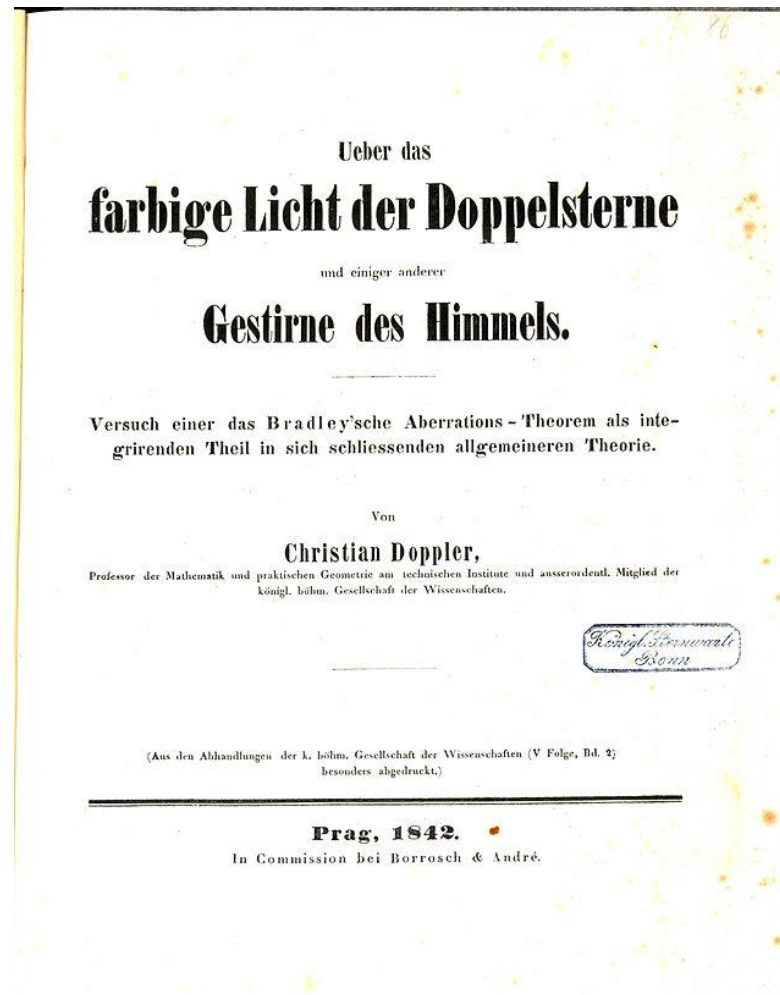 86
Ueber das
farbige Licht der Doppelsterne
und einiger anderer
Gestirne des Himmels.
Versuch einer das Bradley'sche Aberrations-Theorem als inte-
grirenden Theil in sich schliessenden allgemeineren Theorie.
Von
Christian Doppler,
Professor der Mathematik und praktischen Geometrie am technischen Institute und ausserordentl. Mitglied der
königl. böhm. Gesellschaft der Wissenschaften.
Königl. Sternwarte
Bonn
(Aus den Abhandlungen der k. böhm. Gesellschaft der Wissenschaften (V Folge, Bd. 2)
besonders abgedruckt.)
Prag, 1842.
In Commission bei Borrosch & André.